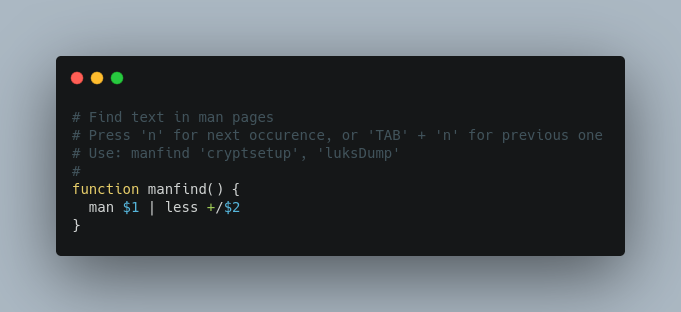 # Find text in man pages
# Press 'n' for next occurence, or 'TAB' + 'n' for previous one
# Use: manfind 'cryptsetup', 'luksDump'
#
function manfind() {
  man $1 | less +/$2
}